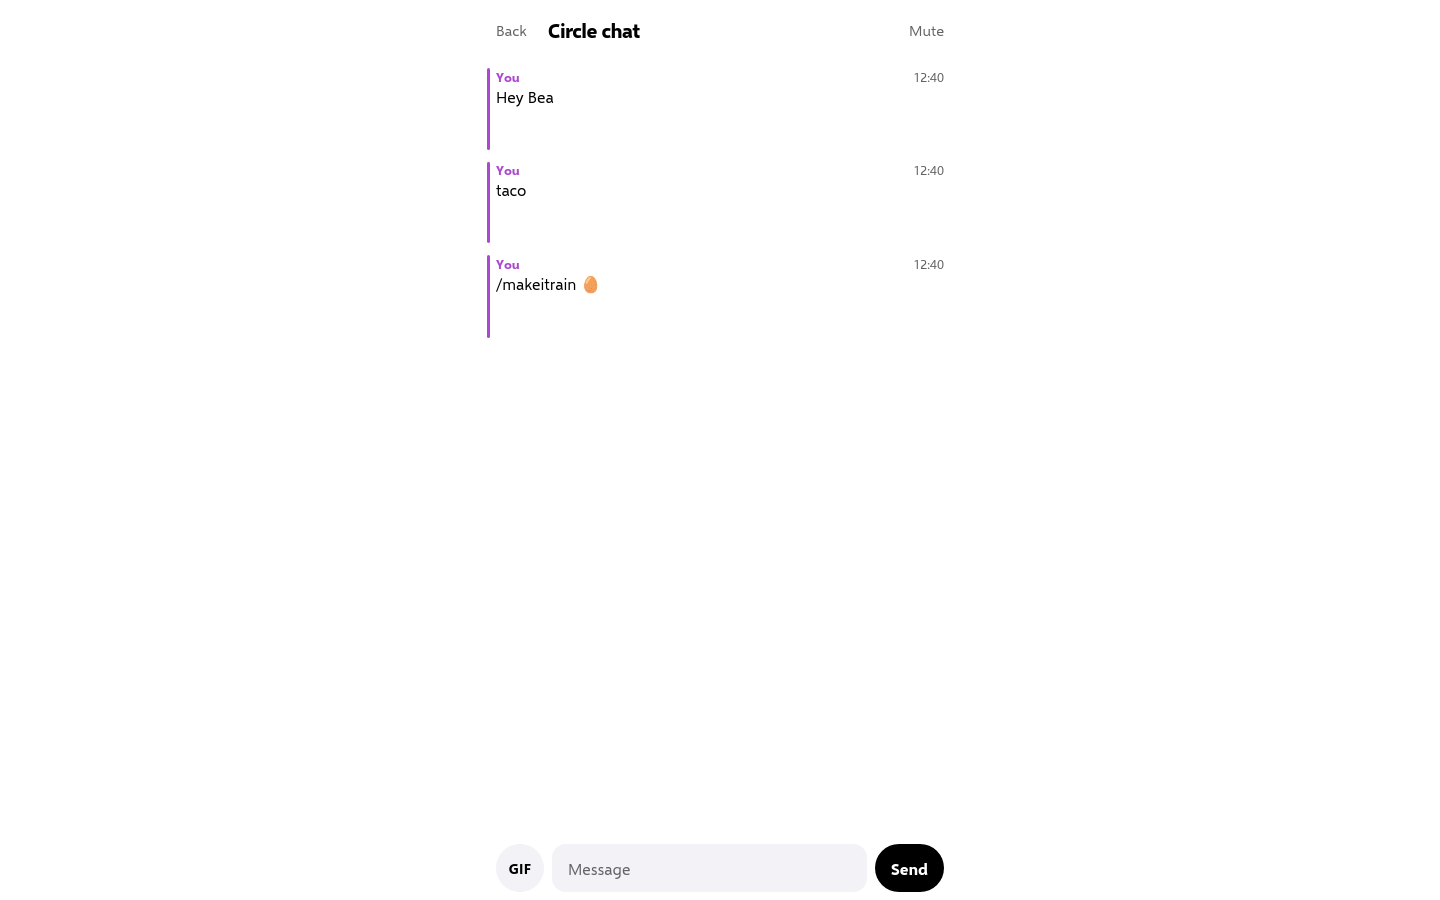 Back Circle chat Mute
You 12:40
Hey Bea
You 12:40
taco
You 12:40
/makeitrain 🥚
GIF Message Send